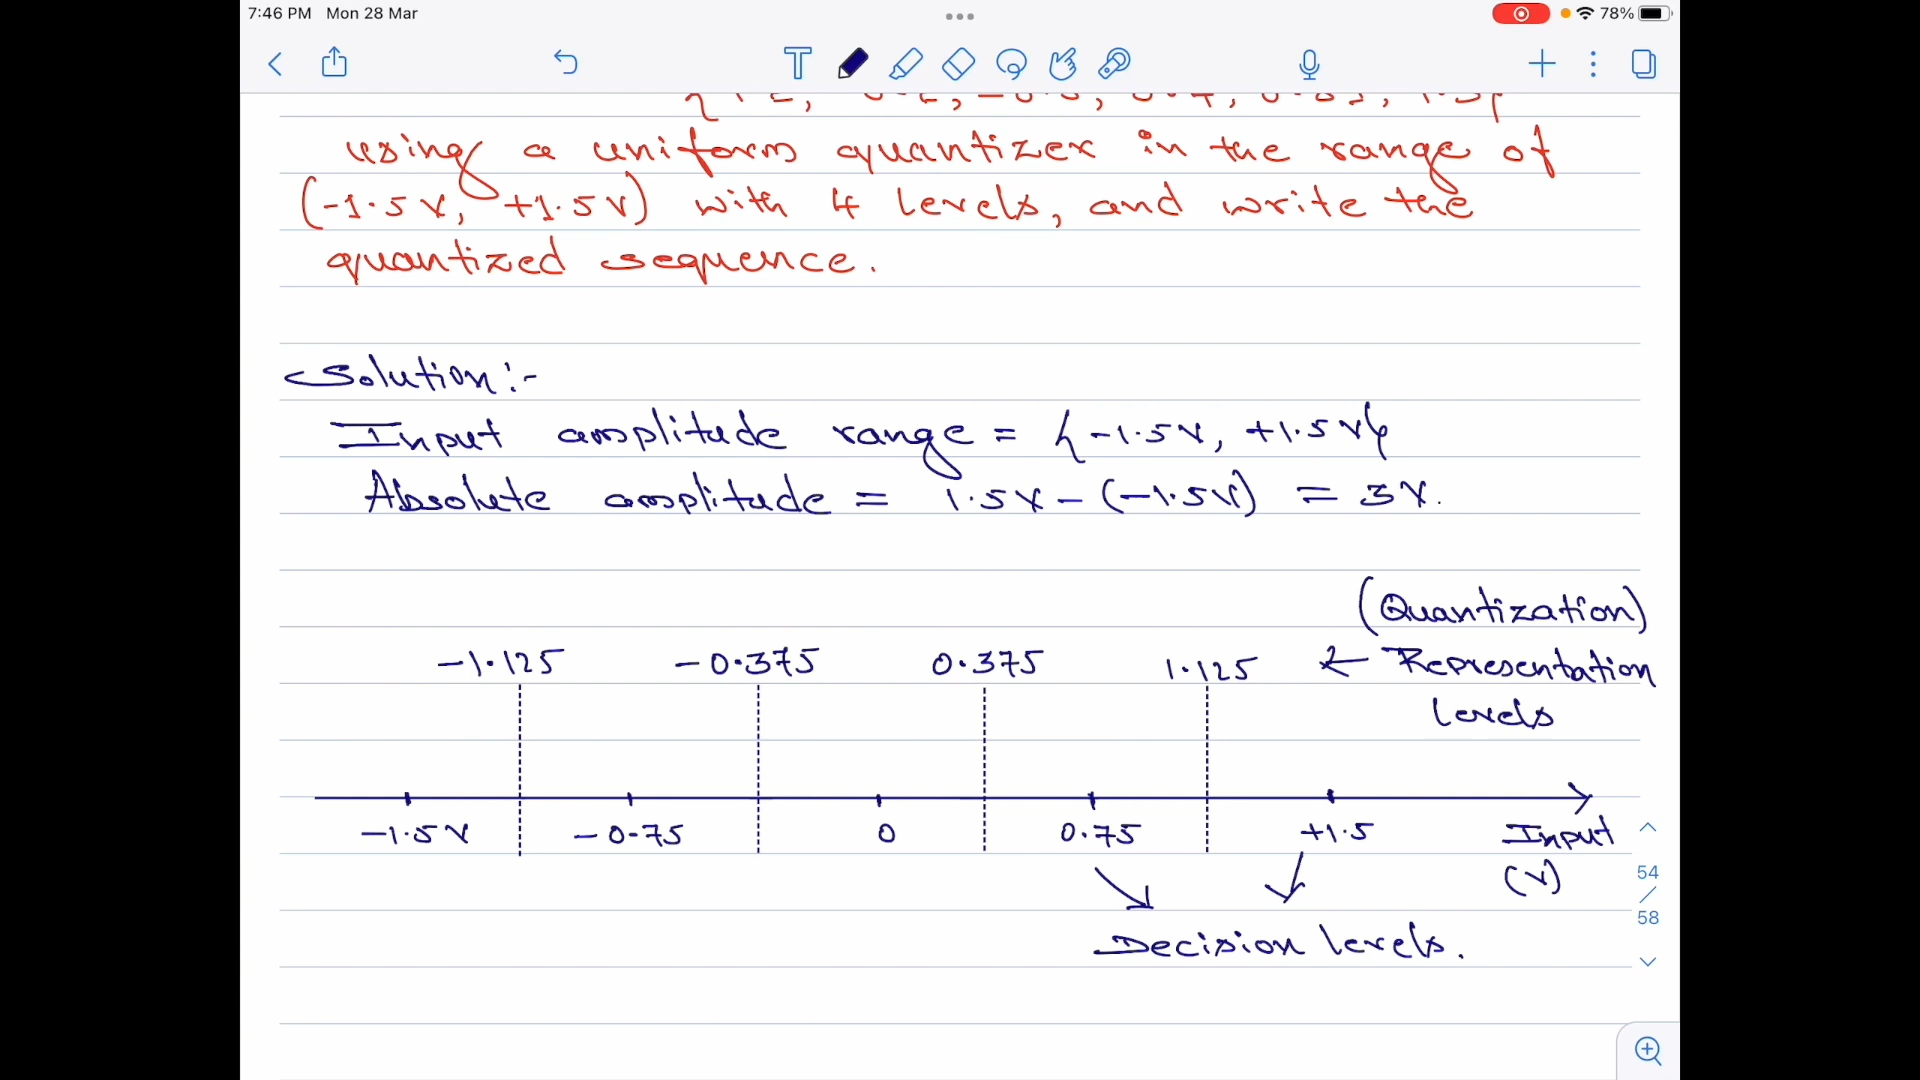 7:46 PM Mon 28 Mar
78%
using a uniform quantizer in the range of
(-1.5V, +1.5V) with 4 levels, and write the
quantized sequence.
Solution:-
Input amplitude range = {-1.5V, +1.5V}
Absolute amplitude = 1.5V - (-1.5V) = 3V.
(Quantization)
-1.125 -0.375 0.375 1.125 ← Representation
levels
-1.5V -0.75 0 0.75 +1.5 Input
(V)
54
/
58
Decision levels.